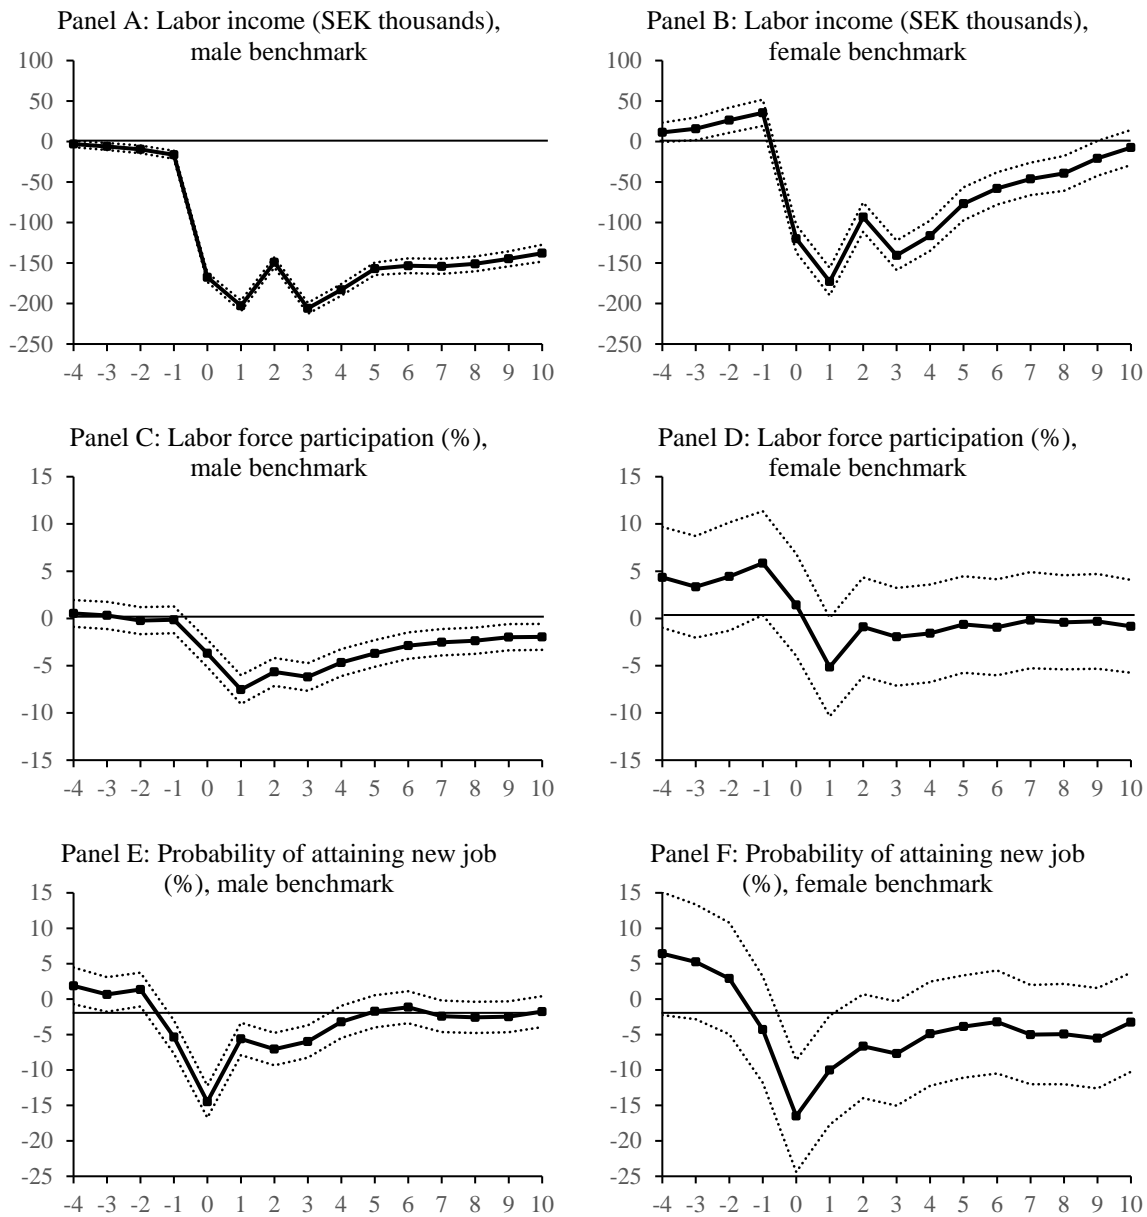 Panel A: Labor income (SEK thousands),
male benchmark
100
50
0
-50
-100
-150
-200
-250
-4 -3 -2 -1 0 1 2 3 4 5 6 7 8 9 10
Panel B: Labor income (SEK thousands),
female benchmark
100
50
0
-50
-100
-150
-200
-250
-4 -3 -2 -1 0 1 2 3 4 5 6 7 8 9 10
Panel C: Labor force participation (%),
male benchmark
15
10
5
0
-5
-10
-15
-4 -3 -2 -1 0 1 2 3 4 5 6 7 8 9 10
Panel D: Labor force participation (%),
female benchmark
15
10
5
0
-5
-10
-15
-4 -3 -2 -1 0 1 2 3 4 5 6 7 8 9 10
Panel E: Probability of attaining new job
(%), male benchmark
15
10
5
0
-5
-10
-15
-20
-25
-4 -3 -2 -1 0 1 2 3 4 5 6 7 8 9 10
Panel F: Probability of attaining new job
(%), female benchmark
15
10
5
0
-5
-10
-15
-20
-25
-4 -3 -2 -1 0 1 2 3 4 5 6 7 8 9 10